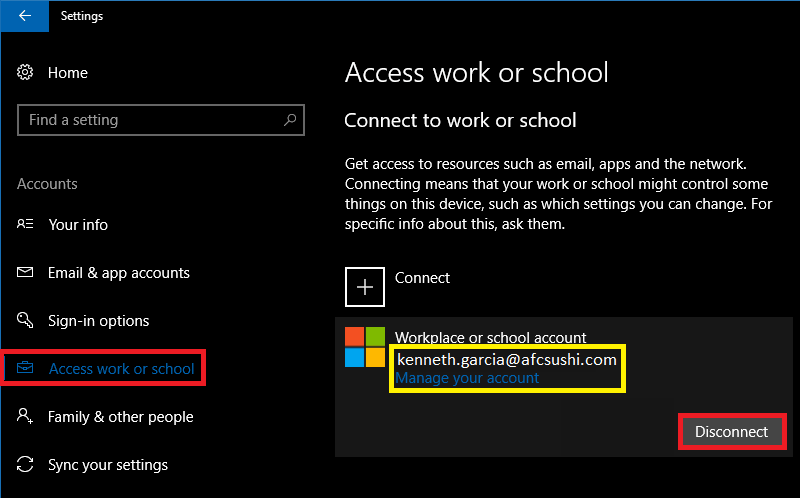 Settings
Home
Find a setting
Accounts
Your info
Email & app accounts
Sign-in options
Access work or school
Family & other people
Sync your settings
Access work or school
Connect to work or school
Get access to resources such as email, apps and the network.
Connecting means that your work or school might control some
things on this device, such as which settings you can change. For
specific info about this, ask them.
Connect
Workplace or school account
kenneth.garcia@afcsushi.com
Manage your account
Disconnect